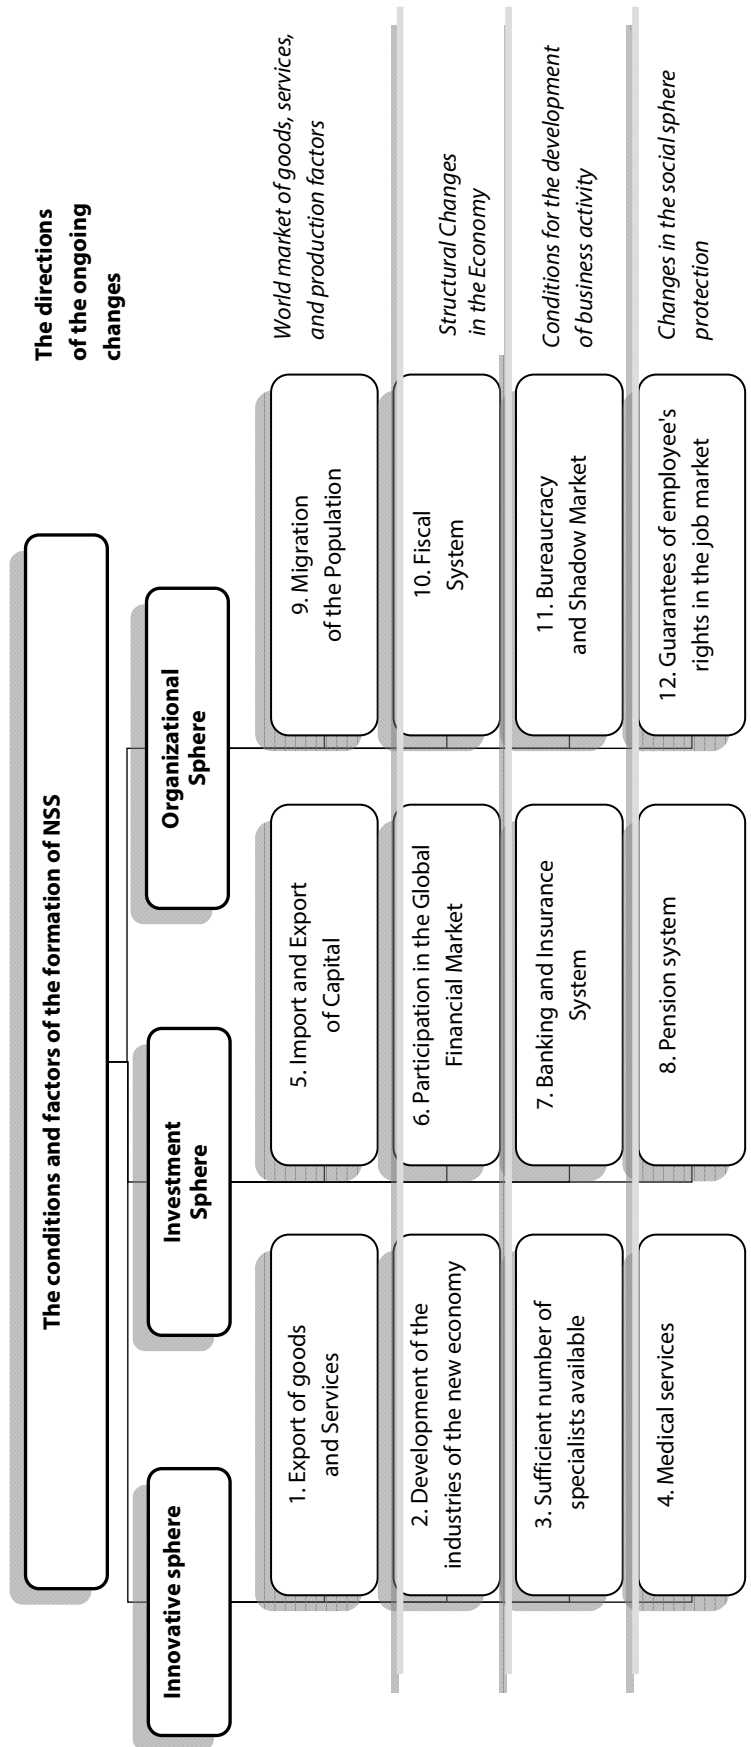 The conditions and factors of the formation of NSS
The directions
of the ongoing
changes
Innovative sphere
Investment
Sphere
Organizational
Sphere
1. Export of goods
and Services
5. Import and Export
of Capital
9. Migration
of the Population
World market of goods, services,
and production factors
2. Development of the
industries of the new economy
6. Participation in the Global
Financial Market
10. Fiscal
System
Structural Changes
in the Economy
3. Sufficient number of
specialists available
7. Banking and Insurance
System
11. Bureaucracy
and Shadow Market
Conditions for the development
of business activity
4. Medical services
8. Pension system
12. Guarantees of employee's
rights in the job market
Changes in the social sphere
protection